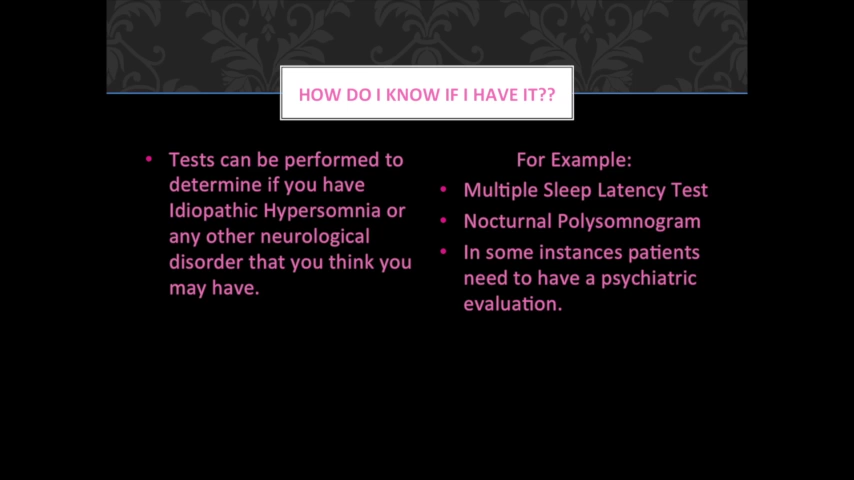 HOW DO I KNOW IF I HAVE IT??
• Tests can be performed to
determine if you have
Idiopathic Hypersomnia or
any other neurological
disorder that you think you
may have.
For Example:
• Multiple Sleep Latency Test
• Nocturnal Polysomnogram
• In some instances patients
need to have a psychiatric
evaluation.